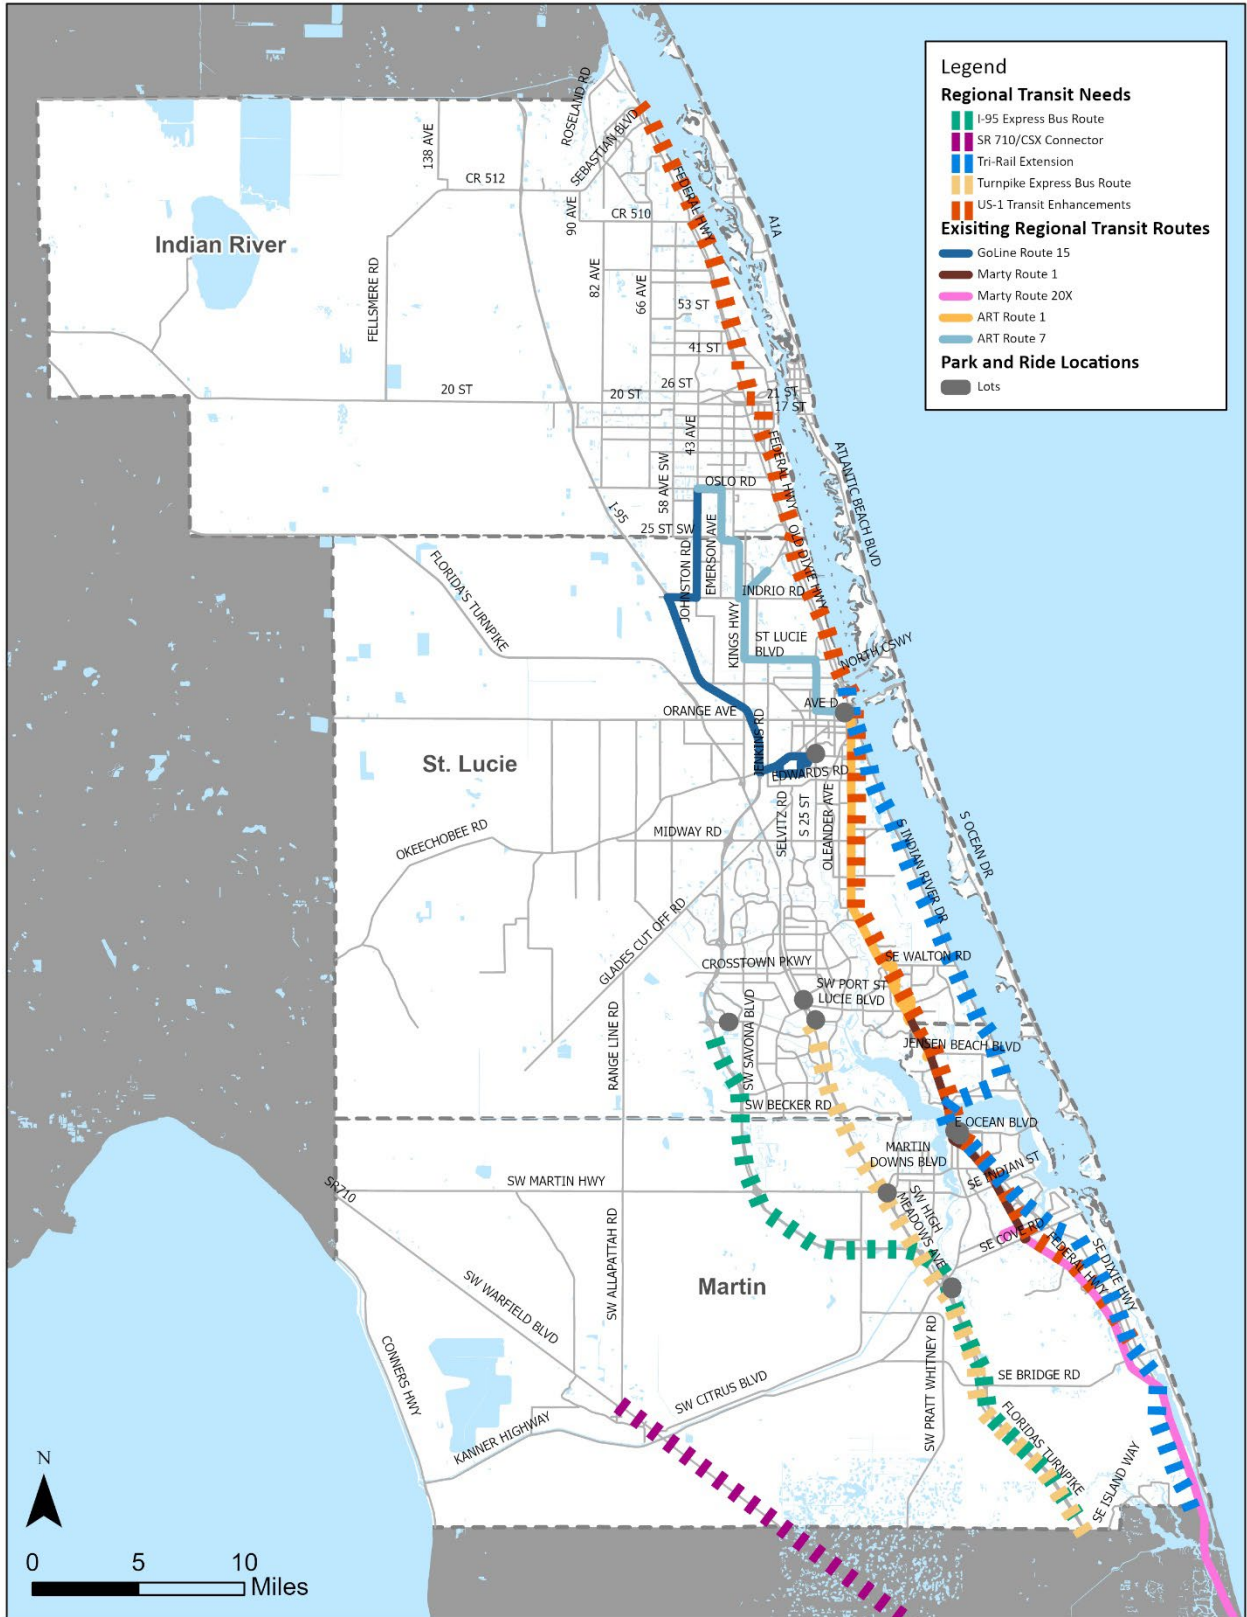 Legend
Regional Transit Needs
I-95 Express Bus Route
SR 710/CSX Connector
Tri-Rail Extension
Turnpike Express Bus Route
US-1 Transit Enhancements
Exisiting Regional Transit Routes
GoLine Route 15
Marty Route 1
Marty Route 20X
ART Route 1
ART Route 7
Park and Ride Locations
Lots
ROSELAND RD
138 AVE
SEBASTIAN BLVD
CR 512
FEDERAL HWY
90 AVE
CR 510
A1A
Indian River
82 AVE
66 AVE
FELLSMERE RD
53 ST
41 ST
26 ST
20 ST
20 ST
21 ST
17 ST
43 AVE
FEDERAL HWY
ATLANTIC BEACH BLVD
58 AVE SW
OSLO RD
I-95
25 ST SW
EMERSON AVE
OLD DIXIE HWY
FLORIDA'S TURNPIKE
JOHNSTON RD
INDRIO RD
KINGS HWY
ST LUCIE
BLVD
NORTH CSWY
ORANGE AVE
AVE D
JENKINS RD
St. Lucie
EDWARDS RD
SELVITZ RD
S 25 ST
OLEANDER AVE
MIDWAY RD
OKEECHOBEE RD
S INDIAN RIVER DR
S OCEAN DR
GLADES CUT OFF RD
CROSSTOWN PKWY
SE WALTON RD
SW PORT ST
LUCIE BLVD
RANGE LINE RD
SW SAVONA BLVD
JENSEN BEACH BLVD
SW BECKER RD
E OCEAN BLVD
MARTIN
DOWNS BLVD
SR710
SW MARTIN HWY
SE INDIAN ST
SW HIGH
MEADOWS AVE
SE COVE RD
SW ALLAPATTAH RD
FEDERAL HWY
SE DIXIE HWY
Martin
SW WARFIELD BLVD
CONNERS HWY
SW PRATT WHITNEY RD
SE BRIDGE RD
SW CITRUS BLVD
KANNER HIGHWAY
FLORIDAS TURNPIKE
SE ISLAND WAY
N
0 5 10
Miles